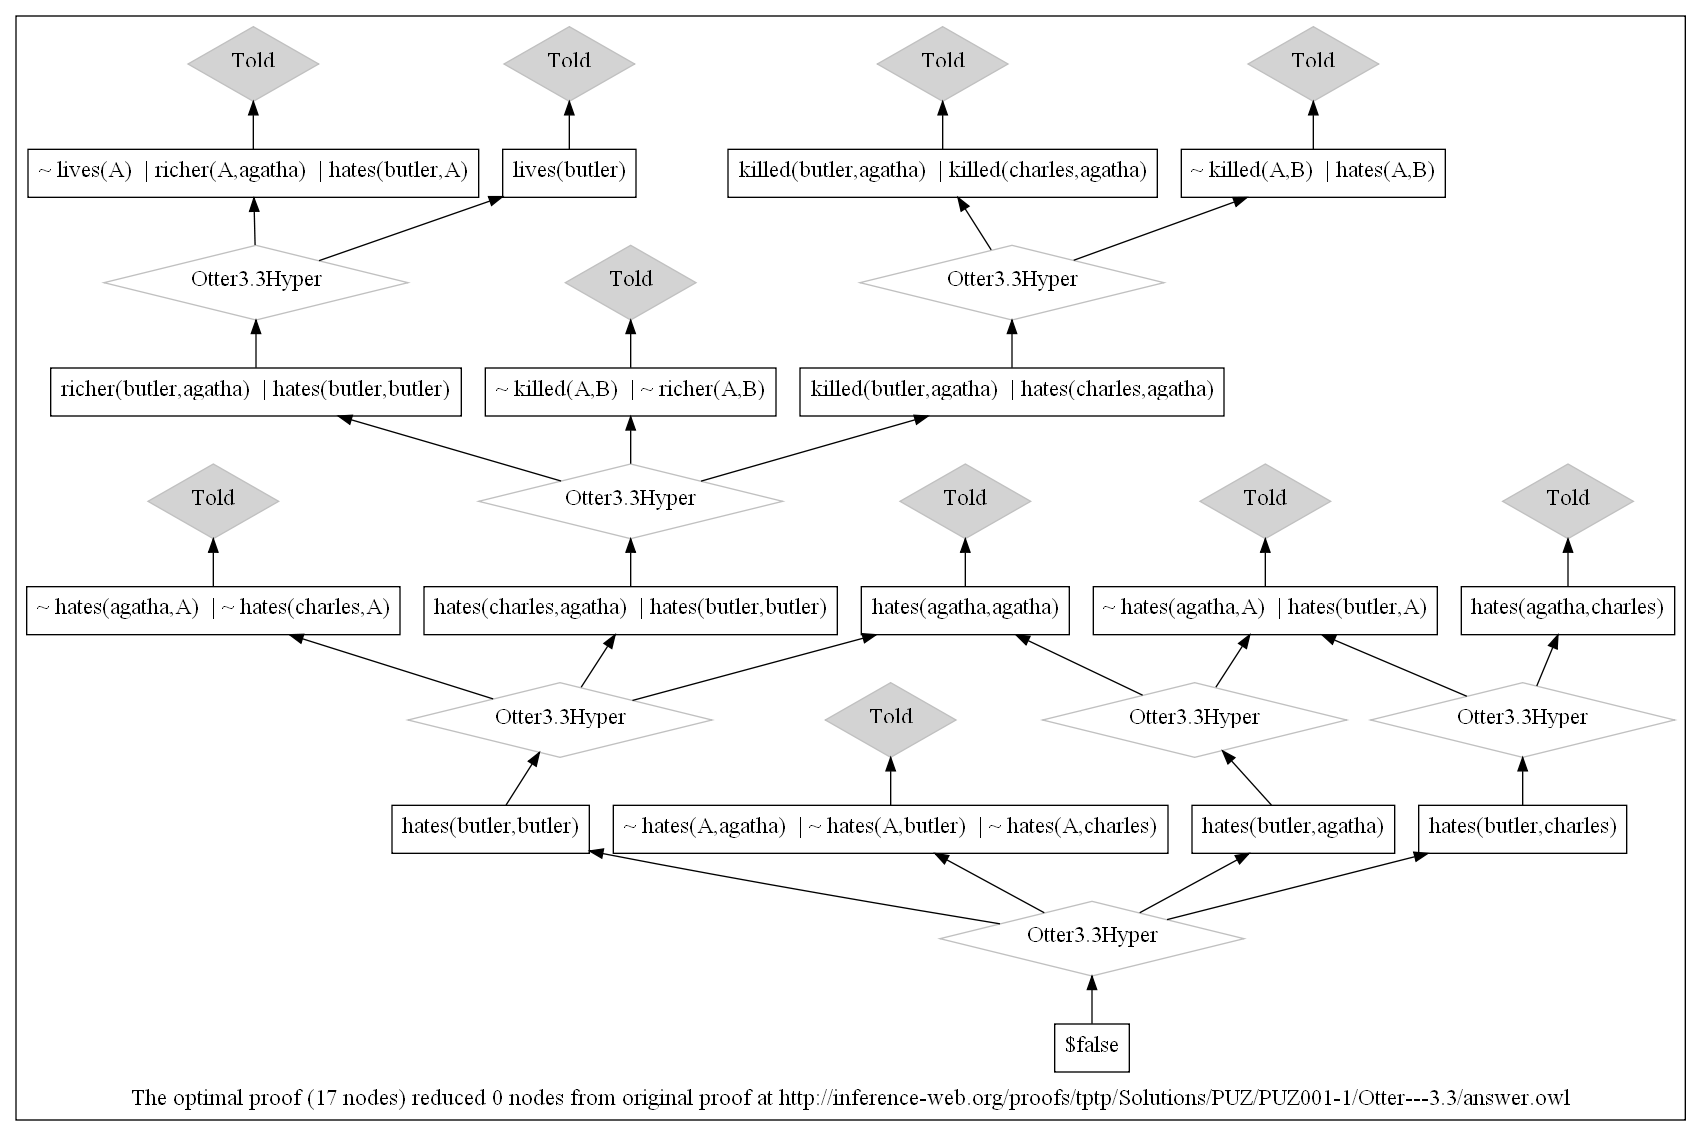 Told
Told
Told
Told
~ lives(A) | richer(A,agatha) | hates(butler,A)
lives(butler)
killed(butler,agatha) | killed(charles,agatha)
~ killed(A,B) | hates(A,B)
Otter3.3Hyper
Told
Otter3.3Hyper
richer(butler,agatha) | hates(butler,butler)
~ killed(A,B) | ~ richer(A,B)
killed(butler,agatha) | hates(charles,agatha)
Told
Otter3.3Hyper
Told
Told
Told
~ hates(agatha,A) | ~ hates(charles,A)
hates(charles,agatha) | hates(butler,butler)
hates(agatha,agatha)
~ hates(agatha,A) | hates(butler,A)
hates(agatha,charles)
Otter3.3Hyper
Told
Otter3.3Hyper
Otter3.3Hyper
hates(butler,butler)
~ hates(A,agatha) | ~ hates(A,butler) | ~ hates(A,charles)
hates(butler,agatha)
hates(butler,charles)
Otter3.3Hyper
$false
The optimal proof (17 nodes) reduced 0 nodes from original proof at http://inference-web.org/proofs/tptp/Solutions/PUZ/PUZ001-1/Otter---3.3/answer.owl